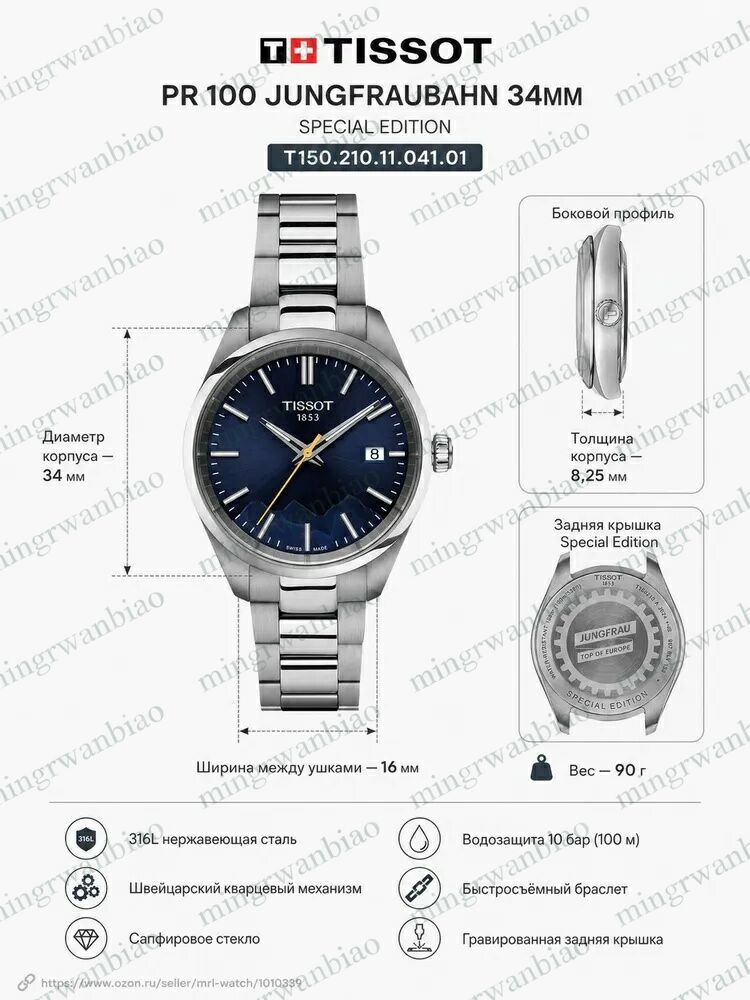 T+ TISSOT
PR 100 JUNGFRAUBAHN 34мм
SPECIAL EDITION
T150.210.11.041.01
Боковой профиль
TISSOT
1853
8
SWISS MADE
Диаметр
корпуса –
34 мм
Толщина
корпуса –
8,25 мм
Задняя крышка
Special Edition
TISSOT
1853
JUNGFRAU
TOP OF EUROPE
SPECIAL EDITION
Ширина между ушками – 16 мм
Вес – 90 г
316L
316L нержавеющая сталь
Водозащита 10 бар (100 м)
Швейцарский кварцевый механизм
Быстросъёмный браслет
Сапфировое стекло
Гравированная задняя крышка
https://www.ozon.ru/seller/mrl-watch/1010339
mingrwanbiao